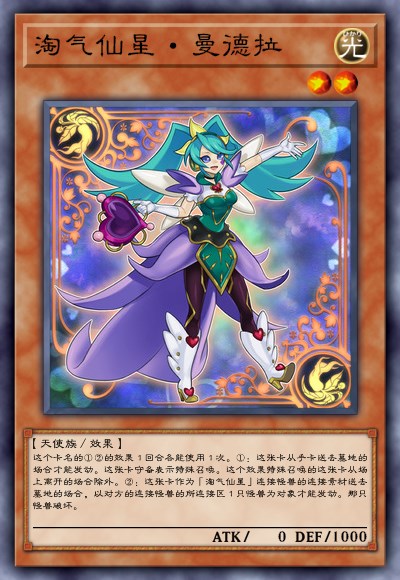 淘气仙星·曼德拉
光
【天使族/效果】
这个卡名的①②的效果1回合各能使用1次。①:这张卡从手卡送去墓地的
场合才能发动。这张卡守备表示特殊召唤。这个效果特殊召唤的这张卡从场
上离开的场合除外。②:这张卡作为「淘气仙星」连接怪兽的连接素材送去
墓地的场合,以对方的连接怪兽的所连接区1只怪兽为对象才能发动。那只
怪兽破坏。
ATK/ 0 DEF/1000